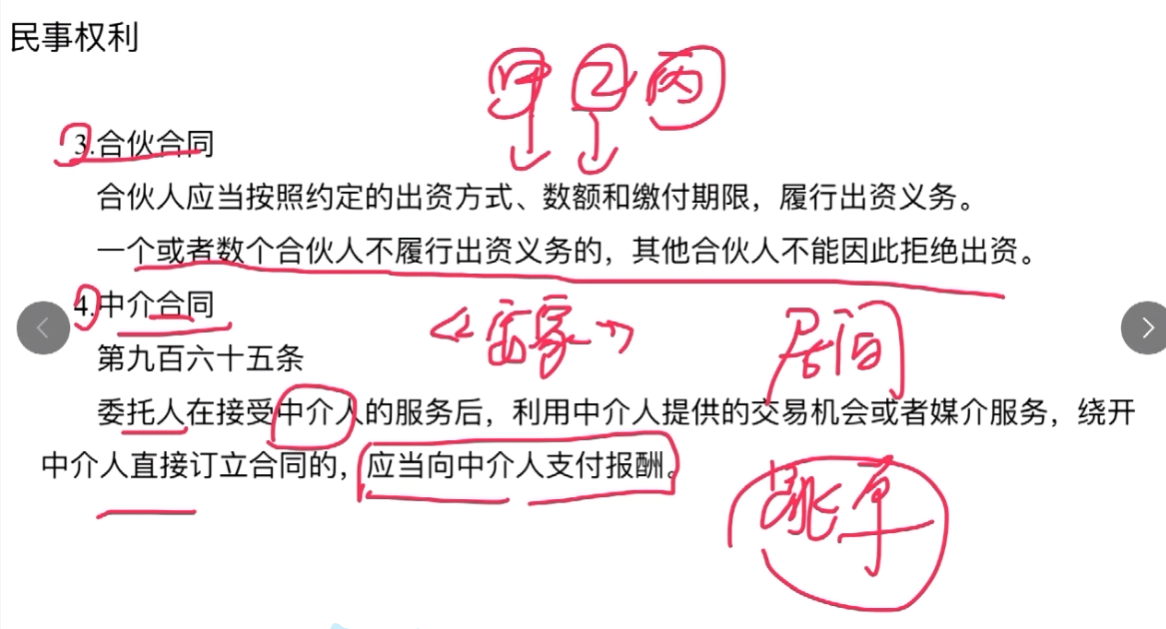 民事权利
甲 乙 丙
3.合伙合同
合伙人应当按照约定的出资方式、数额和缴付期限，履行出资义务。
一个或者数个合伙人不履行出资义务的，其他合伙人不能因此拒绝出资。
4.中介合同
《安家》 居间
第九百六十五条
委托人在接受中介人的服务后，利用中介人提供的交易机会或者媒介服务，绕开
中介人直接订立合同的，应当向中介人支付报酬。
跳单